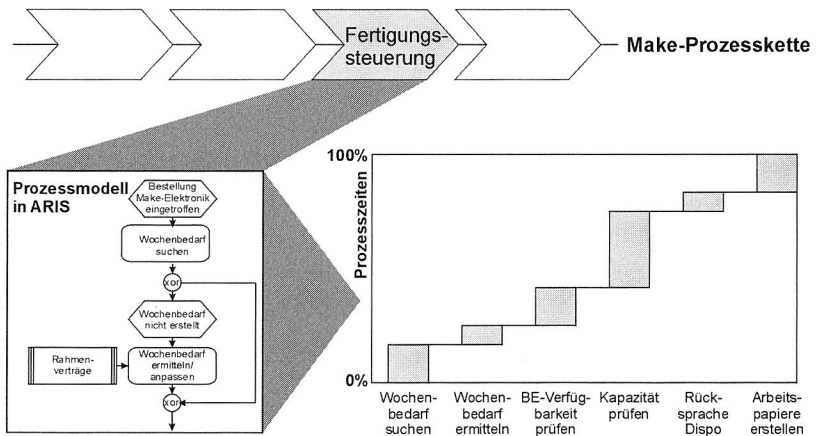 Fertigungs-
steuerung
Make-Prozesskette
Prozessmodell
in ARIS
Bestellung
Make-Elektronik
eingetroffen
Wochenbedarf
suchen
xor
Wochenbedarf
nicht erstellt
Rahmen-
verträge
Wochenbedarf
ermitteln/
anpassen
xor
100%
Prozesszeiten
0%
Wochen-
bedarf
suchen
Wochen-
bedarf
ermitteln
BE-Verfüg-
barkeit
prüfen
Kapazität
prüfen
Rück-
sprache
Dispo
Arbeits-
papiere
erstellen